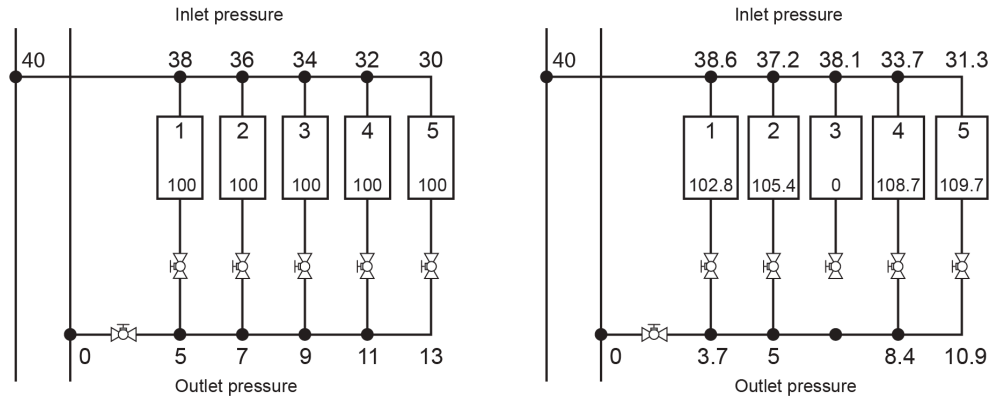 Inlet pressure
40 38 36 34 32 30
1 2 3 4 5
100 100 100 100 100
0 5 7 9 11 13
Outlet pressure
Inlet pressure
40 38.6 37.2 38.1 33.7 31.3
1 2 3 4 5
102.8 105.4 0 108.7 109.7
0 3.7 5 8.4 10.9
Outlet pressure